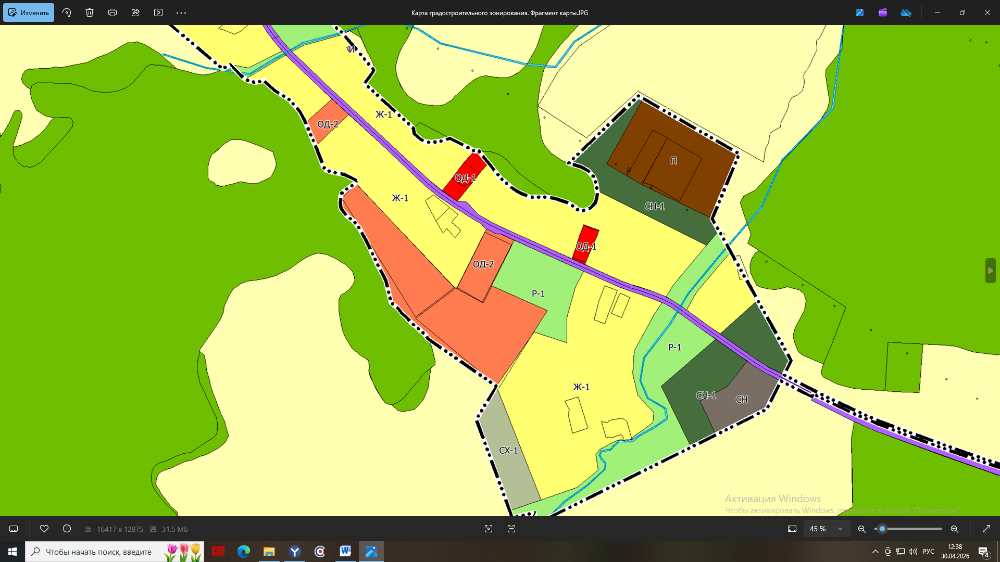 Изменить
Карта градостроительного зонирования. Фрагмент карты.JPG
И
Ж-1
ОД-2
П
ОД-1
Ж-1
СН-1
ОД-1
ОД-2
Р-1
Р-1
Ж-1
СН-1
СН
СХ-1
Активация Windows
Чтобы активировать Windows, перейдите в раздел "Параметры".
16417 x 12875
31.5 МБ
45 %
Чтобы начать поиск, введите
РУС
12:38
30.04.2026
4